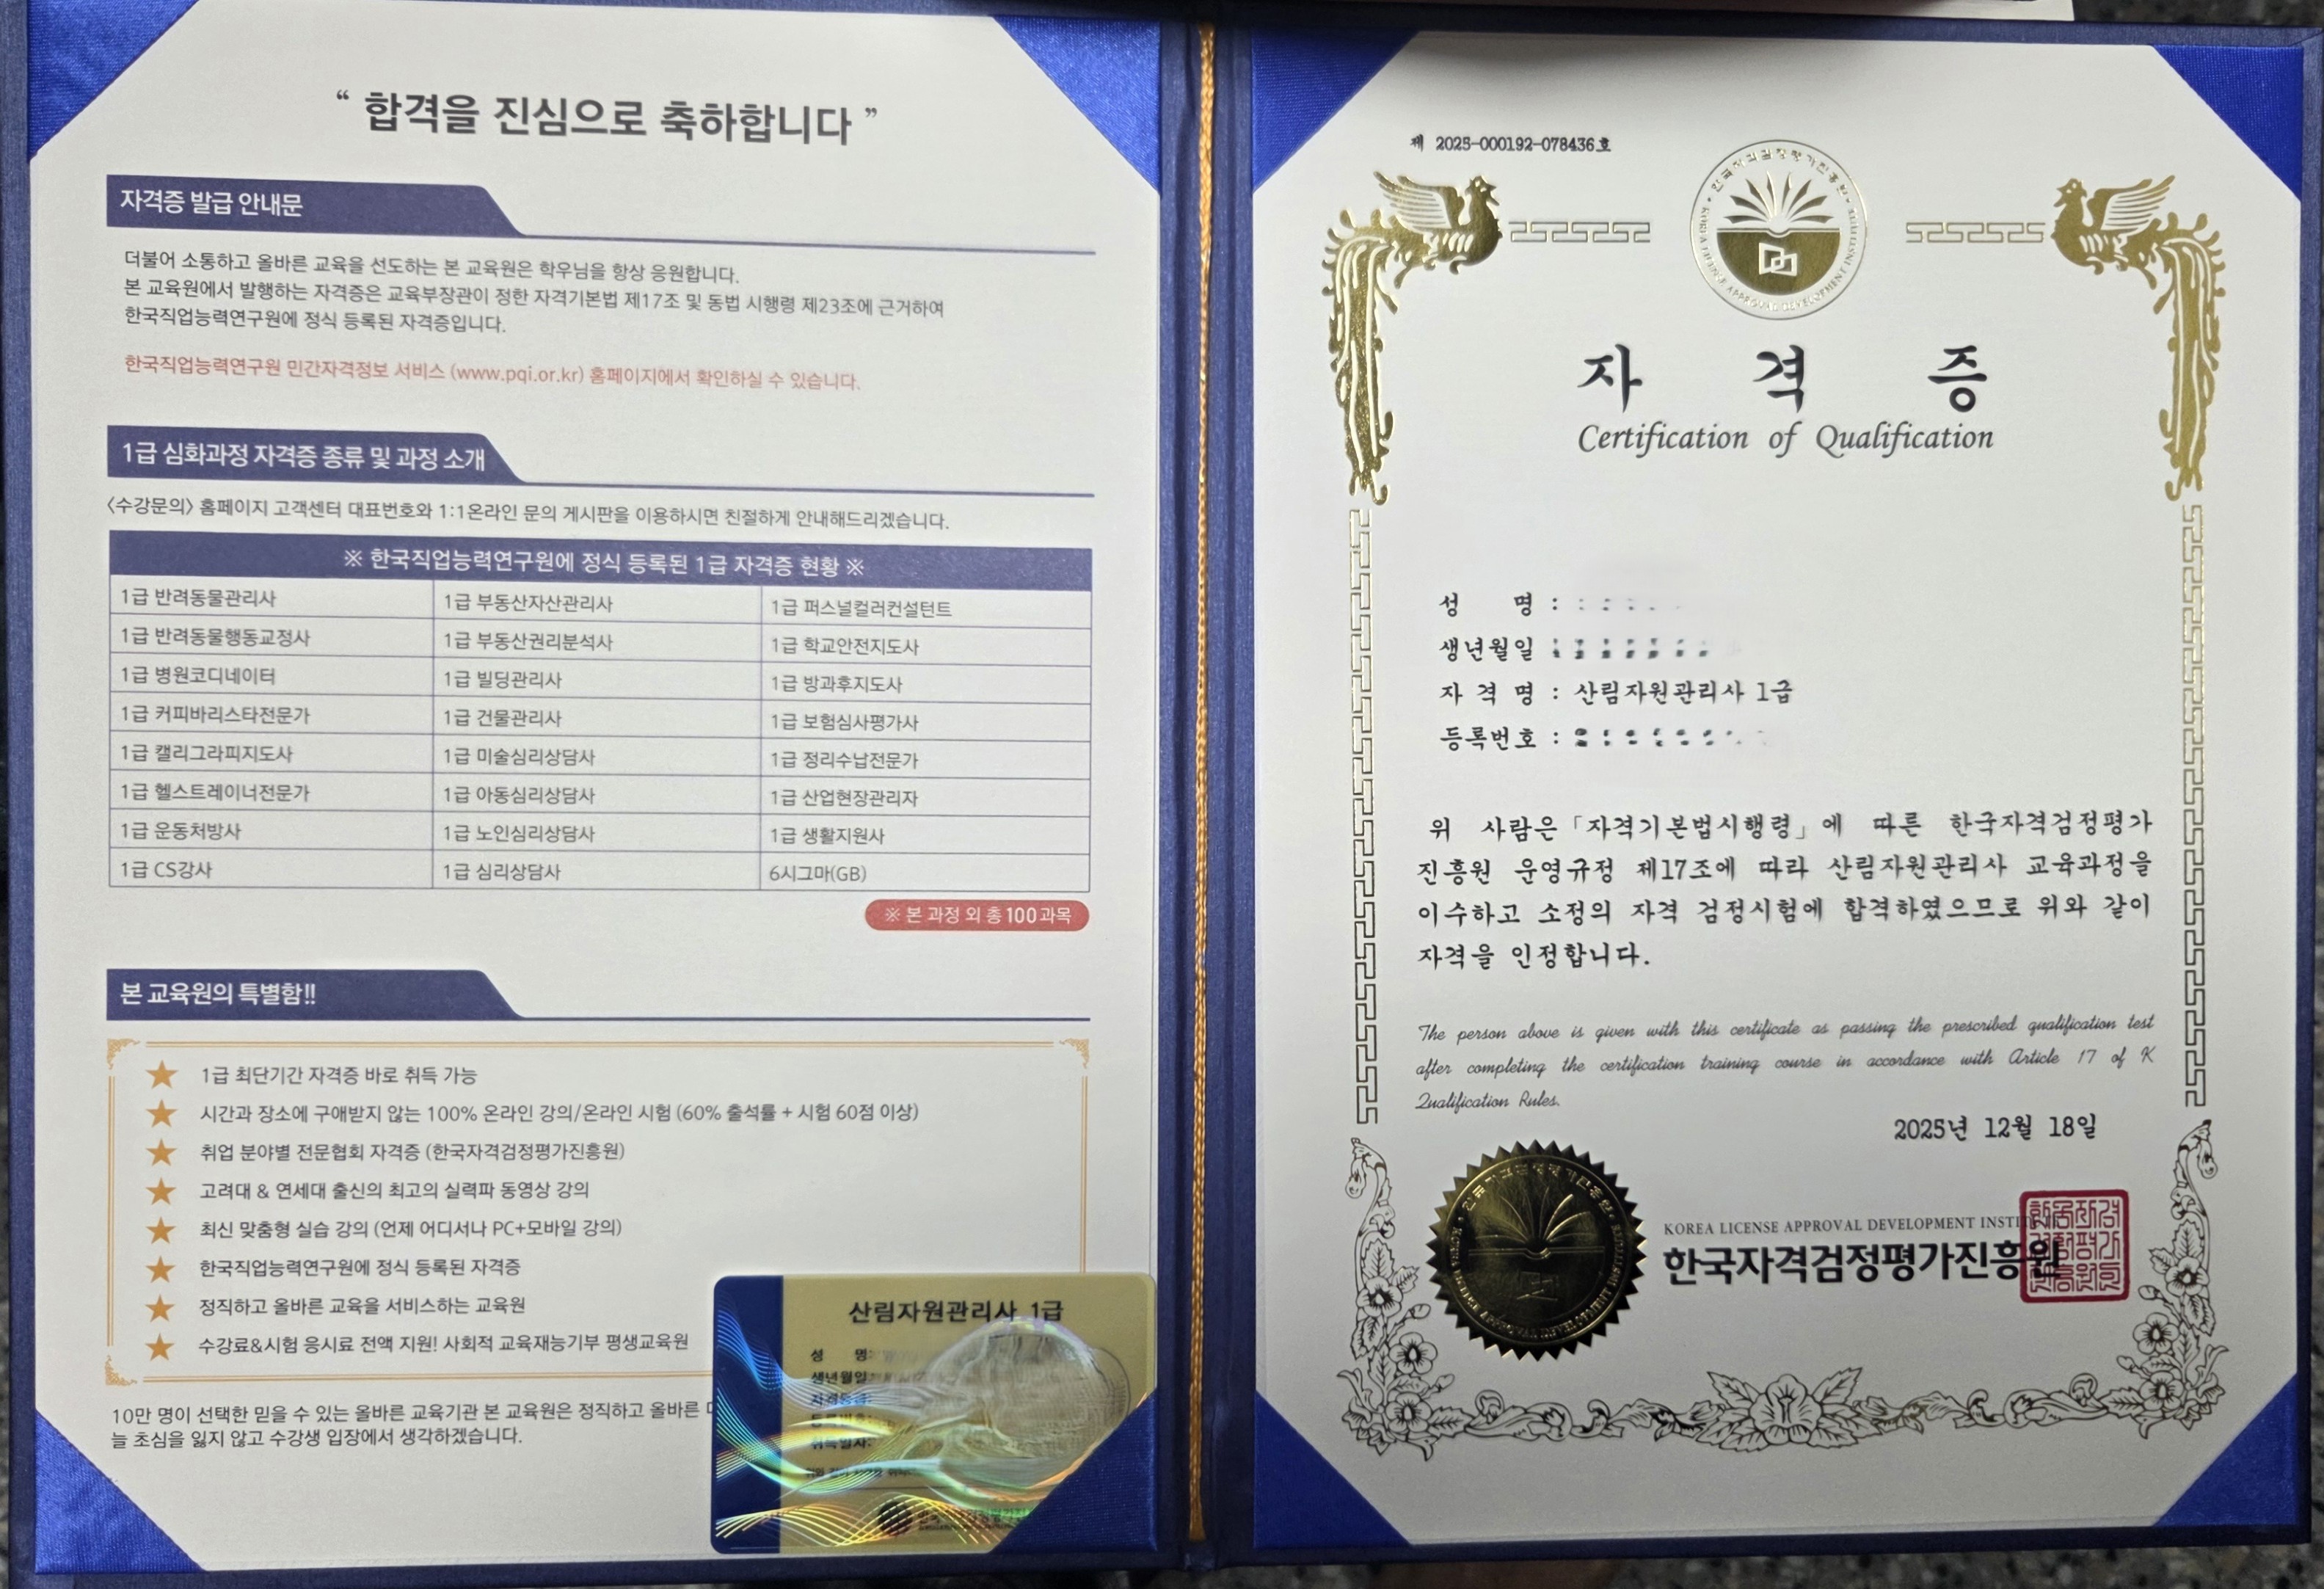 “ 합격을 진심으로 축하합니다 ”
자격증 발급 안내문
더불어 소통하고 올바른 교육을 선도하는 본 교육원은 학우님을 항상 응원합니다.
본 교육원에서 발행하는 자격증은 교육부장관이 정한 자격기본법 제17조 및 동법 시행령 제23조에 근거하여
한국직업능력연구원에 정식 등록된 자격증입니다.
한국직업능력연구원 민간자격정보 서비스 (www.pqi.or.kr) 홈페이지에서 확인하실 수 있습니다.
1급 심화과정 자격증 종류 및 과정 소개
〈수강문의〉 홈페이지 고객센터 대표번호와 1:1온라인 문의 게시판을 이용하시면 친절하게 안내해드리겠습니다.
※ 한국직업능력연구원에 정식 등록된 1급 자격증 현황 ※
1급 반려동물관리사 1급 부동산자산관리사 1급 퍼스널컬러컨설턴트
1급 반려동물행동교정사 1급 부동산권리분석사 1급 학교안전지도사
1급 병원코디네이터 1급 빌딩관리사 1급 방과후지도사
1급 커피바리스타전문가 1급 건물관리사 1급 보험심사평가사
1급 캘리그라피지도사 1급 미술심리상담사 1급 정리수납전문가
1급 헬스트레이너전문가 1급 아동심리상담사 1급 산업현장관리자
1급 운동처방사 1급 노인심리상담사 1급 생활지원사
1급 CS강사 1급 심리상담사 6시그마(GB)
※ 본 과정 외 총 100과목
본 교육원의 특별함!!
1급 최단기간 자격증 바로 취득 가능
시간과 장소에 구애받지 않는 100% 온라인 강의/온라인 시험 (60% 출석률 + 시험 60점 이상)
취업 분야별 전문협회 자격증 (한국자격검정평가진흥원)
고려대 & 연세대 출신의 최고의 실력파 동영상 강의
최신 맞춤형 실습 강의 (언제 어디서나 PC+모바일 강의)
한국직업능력연구원에 정식 등록된 자격증
정직하고 올바른 교육을 서비스하는 교육원
수강료&시험 응시료 전액 지원! 사회적 교육재능기부 평생교육원
10만 명이 선택한 믿을 수 있는 올바른 교육기관 본 교육원은 정직하고 올바른
늘 초심을 잃지 않고 수강생 입장에서 생각하겠습니다.
산림자원관리사 1급
성 명:
생년월일:
자격등급:
등록번호:
취득일자:
제 2025-000192-078436호
자 격 증
Certification of Qualification
성 명 :
생년월일 :
자 격 명 : 산림자원관리사 1급
등록번호 :
위 사람은 「자격기본법시행령」에 따른 한국자격검정평가
진흥원 운영규정 제17조에 따라 산림자원관리사 교육과정을
이수하고 소정의 자격 검정시험에 합격하였으므로 위와 같이
자격을 인정합니다.
The person above is given with this certificate as passing the prescribed qualification test
after completing the certification training course in accordance with Article 17 of K
Qualification Rules.
2025년 12월 18일
KOREA LICENSE APPROVAL DEVELOPMENT
한국자격검정평가진흥원